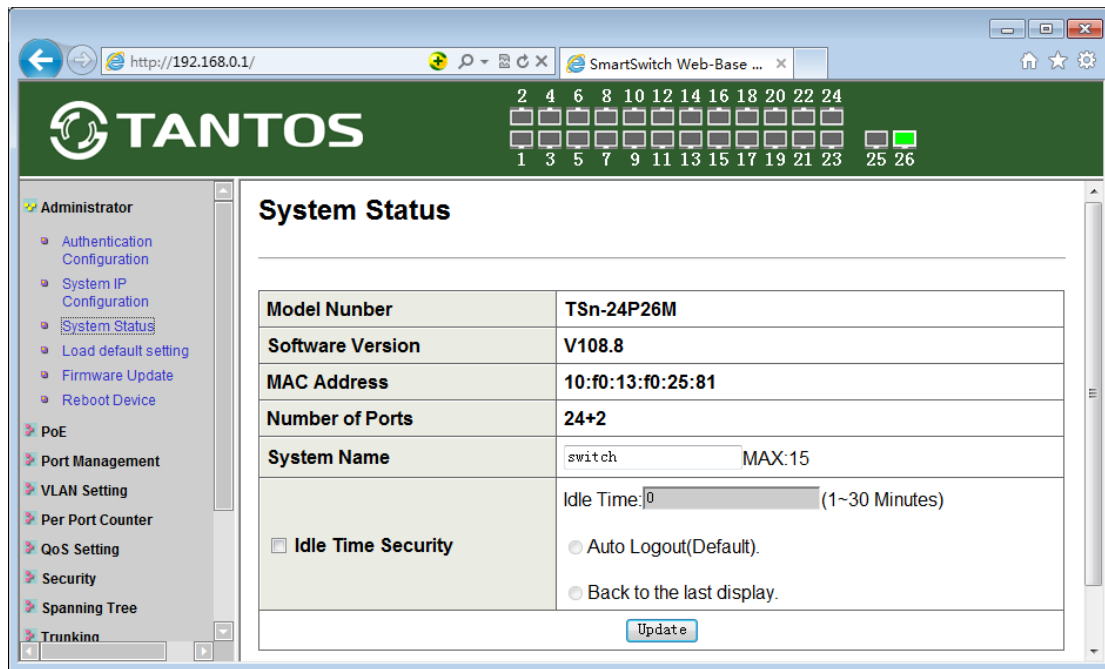 http://192.168.0.1/
SmartSwitch Web-Base ...
TANTOS
2 4 6 8 10 12 14 16 18 20 22 24
1 3 5 7 9 11 13 15 17 19 21 23 25 26
Administrator
Authentication
Configuration
System IP
Configuration
System Status
Load default setting
Firmware Update
Reboot Device
PoE
Port Management
VLAN Setting
Per Port Counter
QoS Setting
Security
Spanning Tree
Trunking
System Status
Model Nunber TSn-24P26M
Software Version V108.8
MAC Address 10:f0:13:f0:25:81
Number of Ports 24+2
System Name switch MAX:15
Idle Time Security
Idle Time: 0 (1~30 Minutes)
Auto Logout(Default).
Back to the last display.
Update